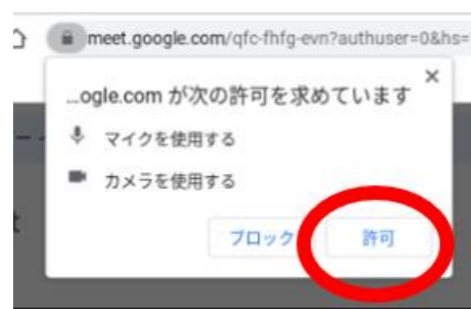 meet.google.com/qfc-fhfg-evn?authuser=0&hs=
...ogle.com が次の許可を求めています
マイクを使用する
カメラを使用する
ブロック
許可